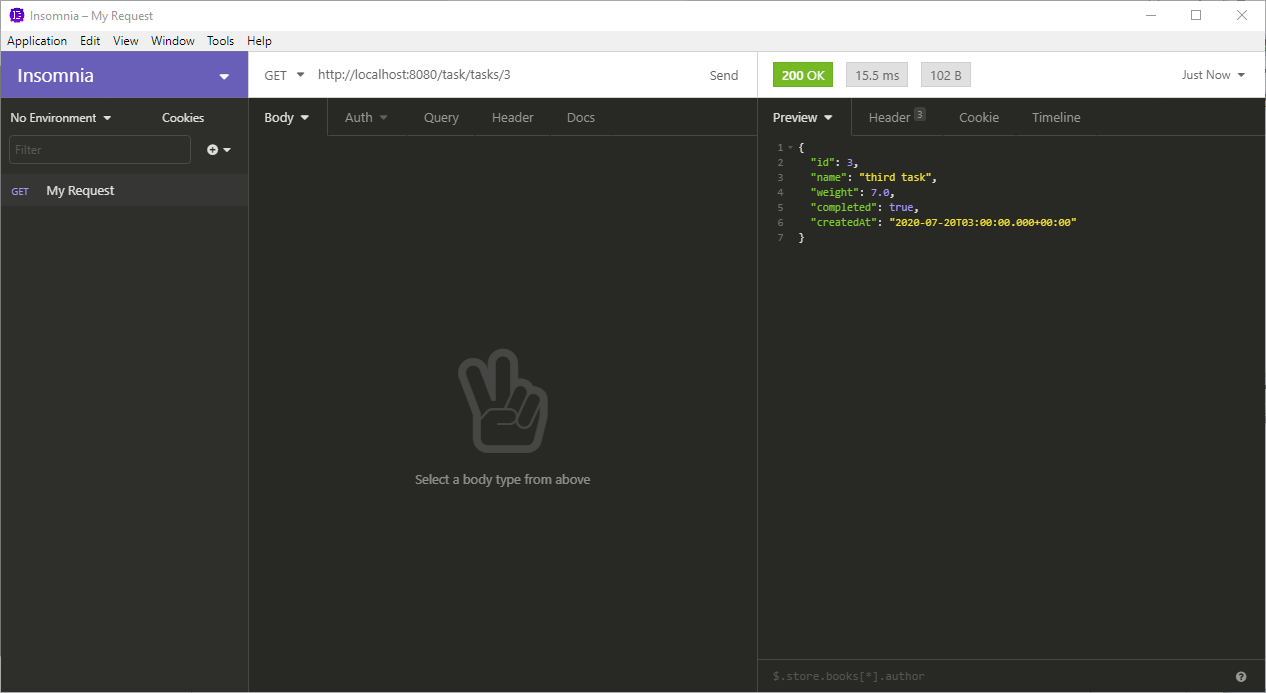 Insomnia – My Request
Application Edit View Window Tools Help
Insomnia
GET http://localhost:8080/task/tasks/3 Send
200 OK 15.5 ms 102 B Just Now
No Environment Cookies
Filter
GET My Request
Body Auth Query Header Docs
Select a body type from above
Preview Header 3 Cookie Timeline
1 {
2 "id": 3,
3 "name": "third task",
4 "weight": 7.0,
5 "completed": true,
6 "createdAt": "2020-07-20T03:00:00.000+00:00"
7 }
$.store.books[*].author